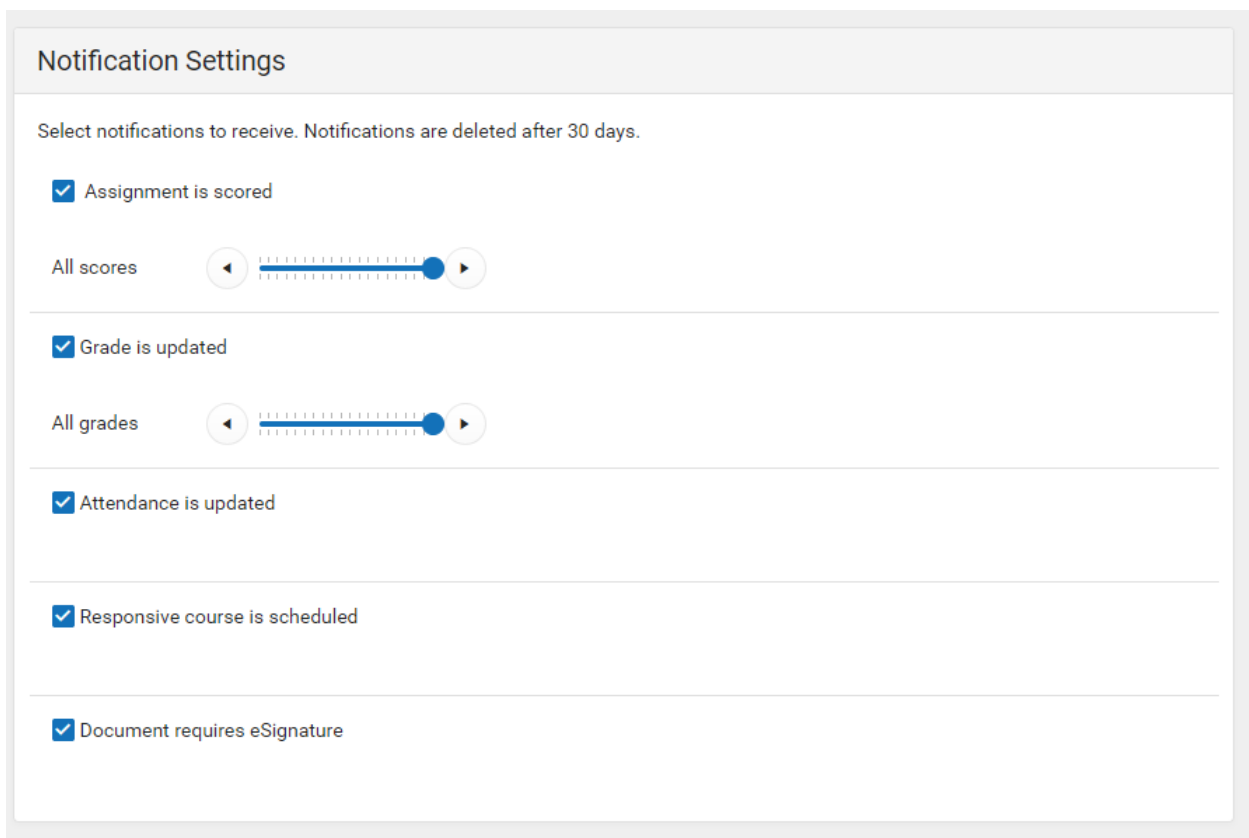 Notification Settings
Select notifications to receive. Notifications are deleted after 30 days.
Assignment is scored
All scores
Grade is updated
All grades
Attendance is updated
Responsive course is scheduled
Document requires eSignature